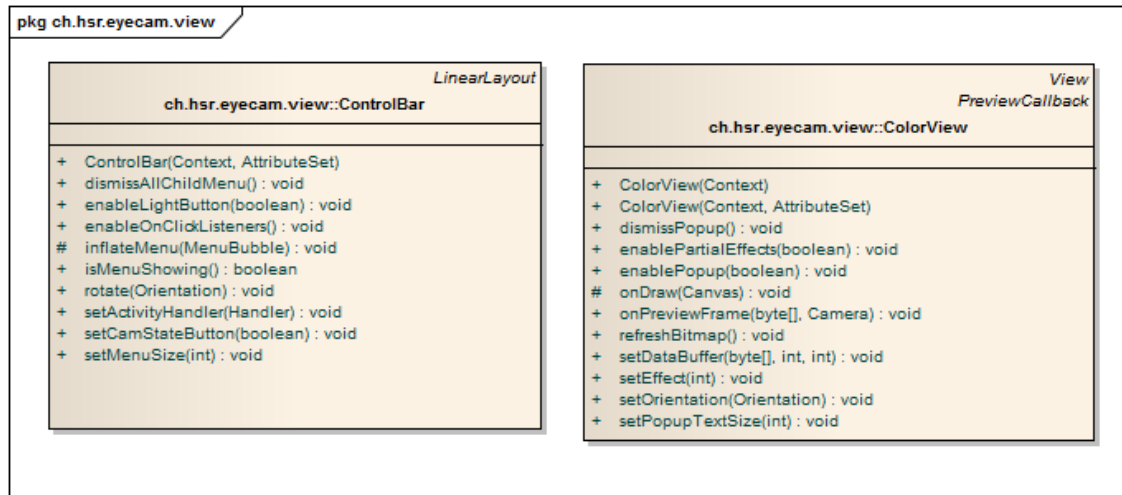 pkg ch.hsr.eyecam.view
LinearLayout
ch.hsr.eyecam.view::ControlBar
+ ControlBar(Context, AttributeSet)
+ dismissAllChildMenu() : void
+ enableLightButton(boolean) : void
+ enableOnClickListeners() : void
# inflateMenu(MenuBubble) : void
+ isMenuShowing() : boolean
+ rotate(Orientation) : void
+ setActivityHandler(Handler) : void
+ setCamStateButton(boolean) : void
+ setMenuSize(int) : void
View
PreviewCallback
ch.hsr.eyecam.view::ColorView
+ ColorView(Context)
+ ColorView(Context, AttributeSet)
+ dismissPopup() : void
+ enablePartialEffects(boolean) : void
+ enablePopup(boolean) : void
# onDraw(Canvas) : void
+ onPreviewFrame(byte[], Camera) : void
+ refreshBitmap() : void
+ setDataBuffer(byte[], int, int) : void
+ setEffect(int) : void
+ setOrientation(Orientation) : void
+ setPopupTextSize(int) : void